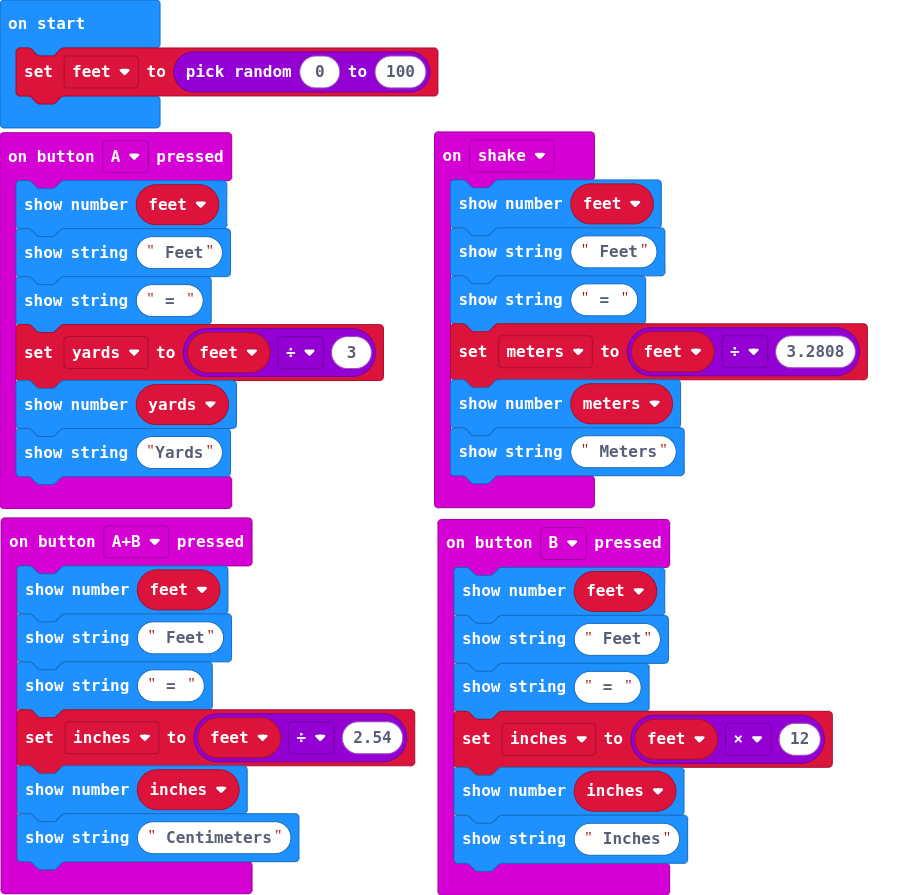 on start
set feet to pick random 0 to 100
on button A pressed
show number feet
show string " Feet"
show string " = "
set yards to feet ÷ 3
show number yards
show string "Yards"
on shake
show number feet
show string " Feet"
show string " = "
set meters to feet ÷ 3.2808
show number meters
show string " Meters"
on button A+B pressed
show number feet
show string " Feet"
show string " = "
set inches to feet ÷ 2.54
show number inches
show string " Centimeters"
on button B pressed
show number feet
show string " Feet"
show string " = "
set inches to feet × 12
show number inches
show string " Inches"